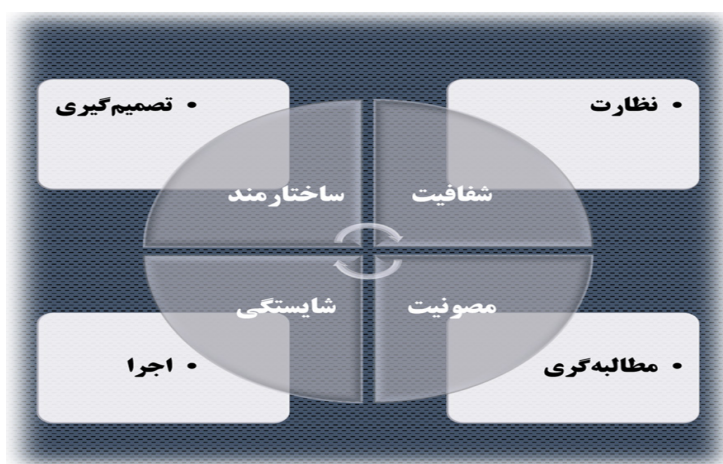 • نظارت
• تصمیم‌گیری
شفافیت
ساختارمند
مصونیت
شایستگی
• مطالبه‌گری
• اجرا